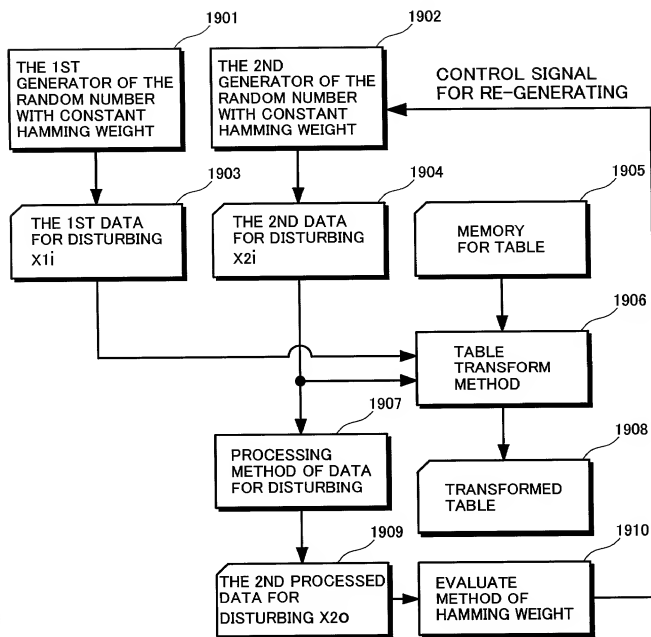 1901
THE 1ST
GENERATOR OF THE
RANDOM NUMBER
WITH CONSTANT
HAMMING WEIGHT
1902
THE 2ND
GENERATOR OF THE
RANDOM NUMBER
WITH CONSTANT
HAMMING WEIGHT
CONTROL SIGNAL
FOR RE-GENERATING
1903
THE 1ST DATA
FOR DISTURBING
X1i
1904
THE 2ND DATA
FOR DISTURBING
X2i
1905
MEMORY
FOR TABLE
1906
TABLE
TRANSFORM
METHOD
1907
PROCESSING
METHOD OF DATA
FOR DISTURBING
1908
TRANSFORMED
TABLE
1909
THE 2ND PROCESSED
DATA FOR
DISTURBING X2o
1910
EVALUATE
METHOD OF
HAMMING WEIGHT